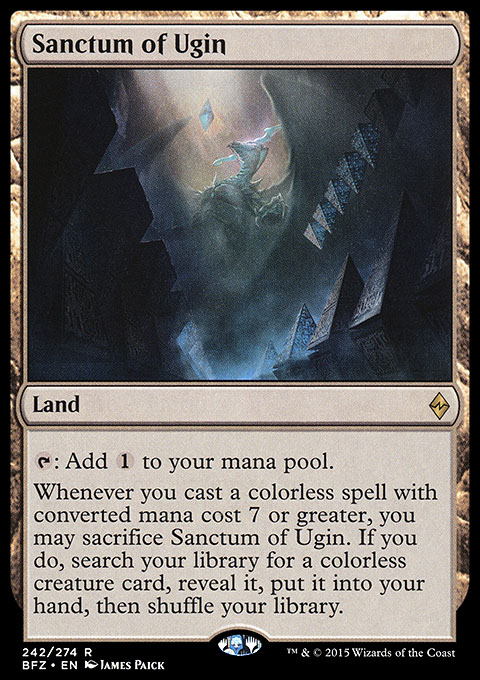 Sanctum of Ugin
Land
: Add 1 to your mana pool.
Whenever you cast a colorless spell with
converted mana cost 7 or greater, you
may sacrifice Sanctum of Ugin. If you
do, search your library for a colorless
creature card, reveal it, put it into your
hand, then shuffle your library.
242/274 R
BFZ • EN James Paick
™ & © 2015 Wizards of the Coast